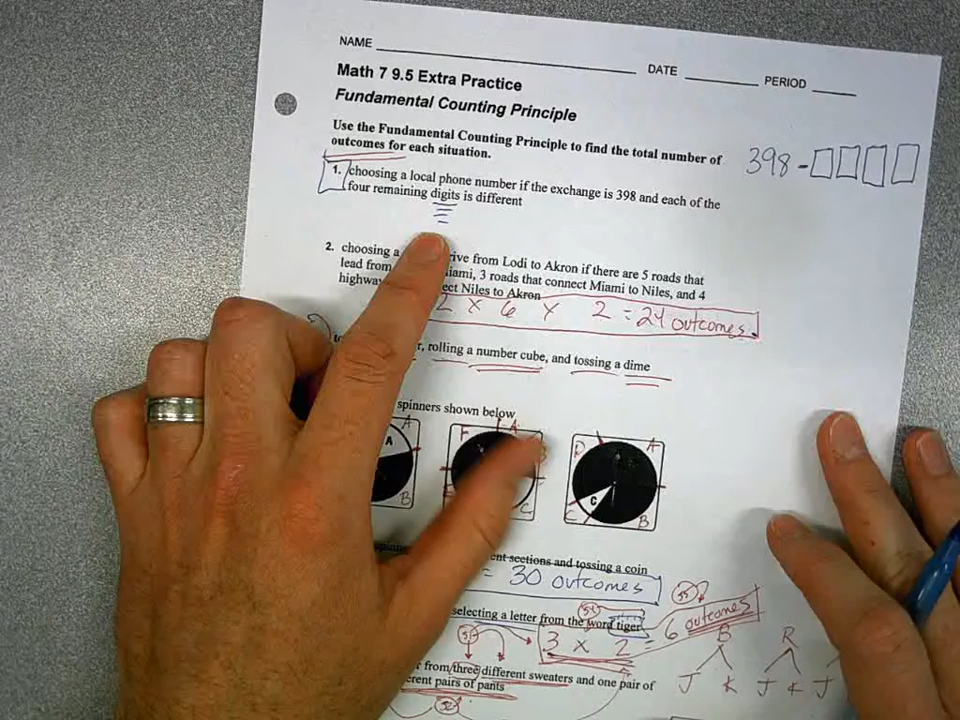 NAME DATE PERIOD
Math 7 9.5 Extra Practice
Fundamental Counting Principle
Use the Fundamental Counting Principle to find the total number of
outcomes for each situation.
398 -
1. choosing a local phone number if the exchange is 398 and each of the
four remaining digits is different
2. choosing a rive from Lodi to Akron if there are 5 roads that
lead from iami, 3 roads that connect Miami to Niles, and 4
highway ect Niles to Akron
2 x 6 x 2 = 24 outcomes
r, rolling a number cube, and tossing a dime
spinners shown below
A B
F A C
D A C B
spinn ent sections and tossing a coin
= 30 outcomes
selecting a letter from the word tiger
3 x 2 = 6 outcomes
B R
r from three different sweaters and one pair of
erent pairs of pants
J K J K J